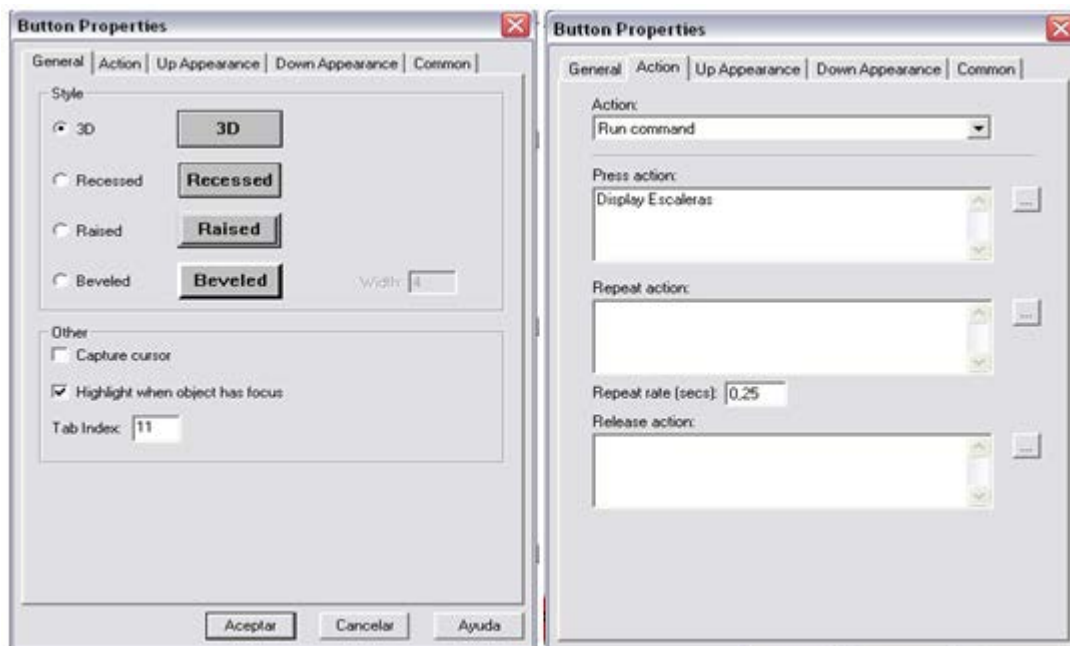 Button Properties
General Action Up Appearance Down Appearance Common
Style
3D 3D
Recessed Recessed
Raised Raised
Beveled Beveled Width: 4
Other
Capture cursor
Highlight when object has focus
Tab Index: 11
Aceptar Cancelar Ayuda
Button Properties
General Action Up Appearance Down Appearance Common
Action:
Run command
Press action:
Display Escaleras
...
Repeat action:
...
Repeat rate (secs): 0,25
Release action:
...